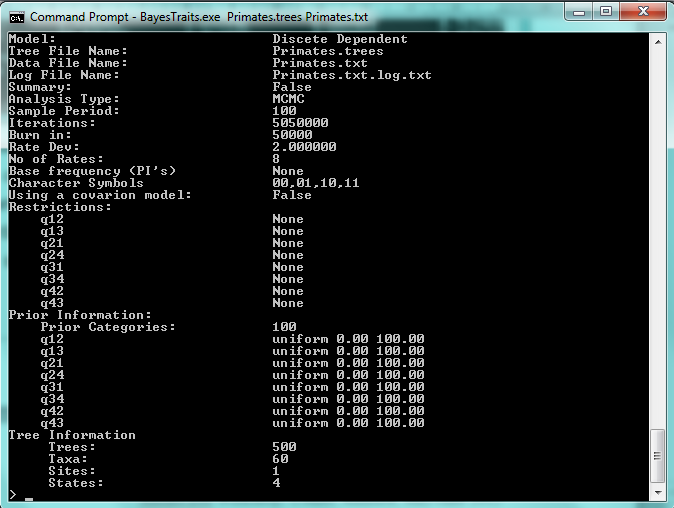 Command Prompt - BayesTraits.exe Primates.trees Primates.txt
Model: Discete Dependent
Tree File Name: Primates.trees
Data File Name: Primates.txt
Log File Name: Primates.txt.log.txt
Summary: False
Analysis Type: MCMC
Sample Period: 100
Iterations: 5050000
Burn in: 50000
Rate Dev: 2.000000
No of Rates: 8
Base frequency (PI's) None
Character Symbols 00,01,10,11
Using a covarion model: False
Restrictions:
q12 None
q13 None
q21 None
q24 None
q31 None
q34 None
q42 None
q43 None
Prior Information:
Prior Categories: 100
q12 uniform 0.00 100.00
q13 uniform 0.00 100.00
q21 uniform 0.00 100.00
q24 uniform 0.00 100.00
q31 uniform 0.00 100.00
q34 uniform 0.00 100.00
q42 uniform 0.00 100.00
q43 uniform 0.00 100.00
Tree Information
Trees: 500
Taxa: 60
Sites: 1
States: 4
> _